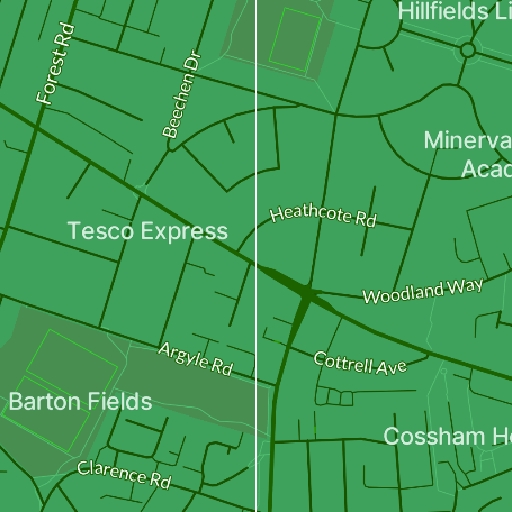 Hillfields Li
Forest Rd
Beechen Dr
Minerva
Acad
Heathcote Rd
Tesco Express
Woodland Way
Argyle Rd
Cottrell Ave
Barton Fields
Cossham Ho
Clarence Rd